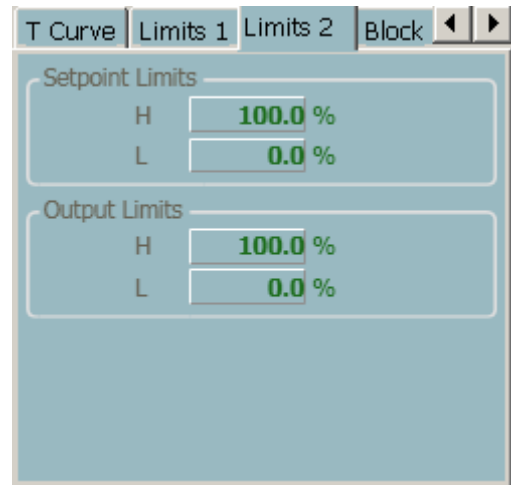 T Curve Limits 1 Limits 2 Block
Setpoint Limits
H 100.0 %
L 0.0 %
Output Limits
H 100.0 %
L 0.0 %